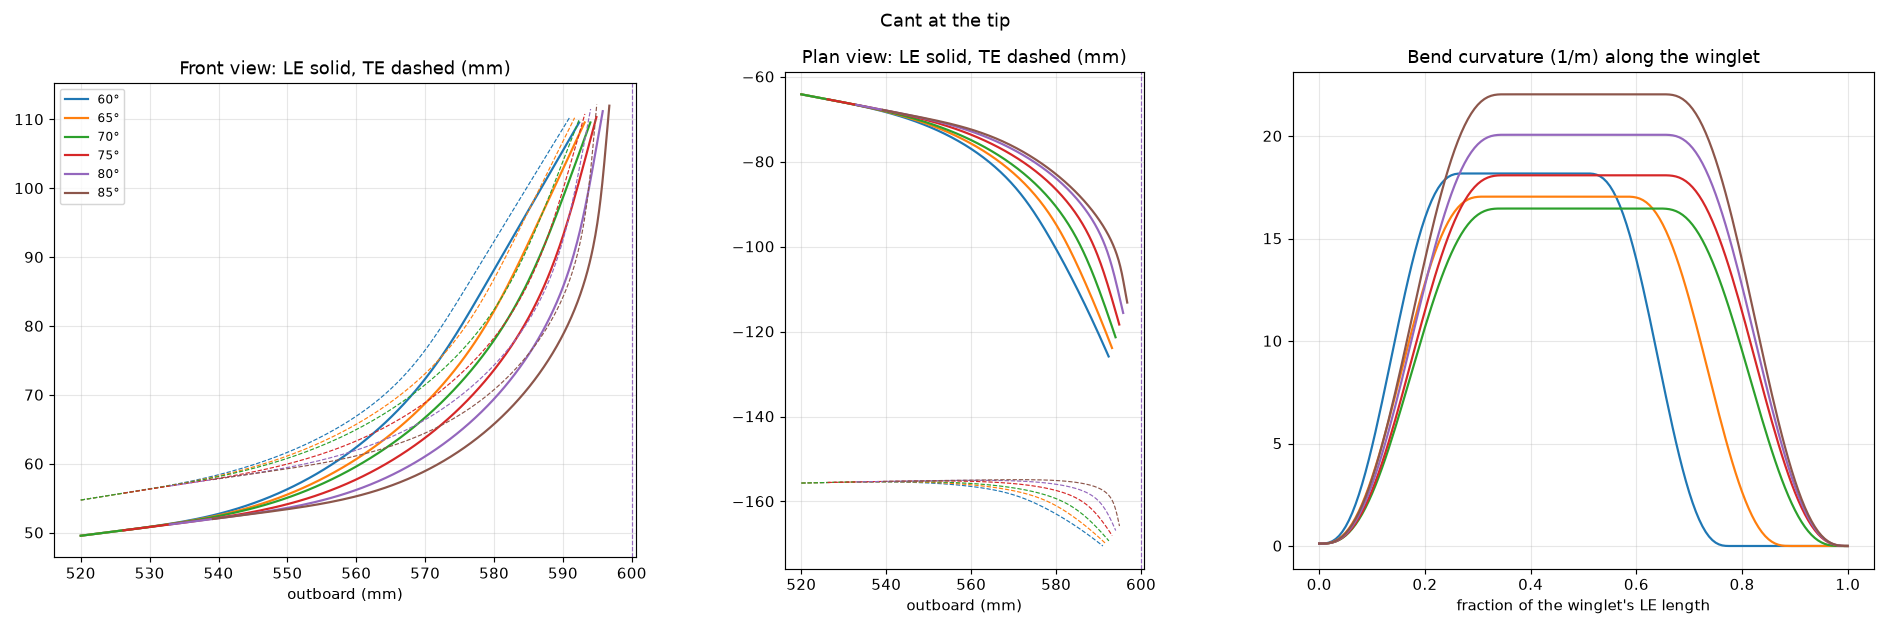 Cant at the tip
Front view: LE solid, TE dashed (mm)
60°
65°
70°
75°
80°
85°
110
100
90
80
70
60
50
520 530 540 550 560 570 580 590 600
outboard (mm)
Plan view: LE solid, TE dashed (mm)
−60
−80
−100
−120
−140
−160
520 540 560 580 600
outboard (mm)
Bend curvature (1/m) along the winglet
20
15
10
5
0
0.0 0.2 0.4 0.6 0.8 1.0
fraction of the winglet's LE length